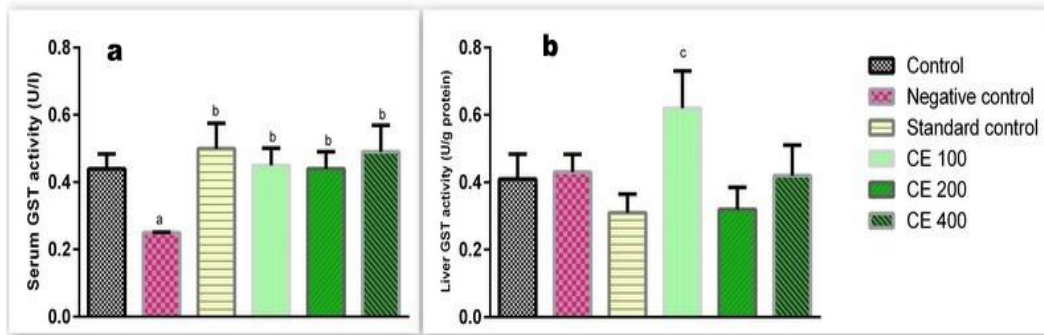 a
Serum GST activity (U/l)
0.8
0.6
0.4
0.2
0.0
a
b
b
b
b
b
Liver GST activity (U/g protein)
0.8
0.6
0.4
0.2
0.0
c
Control
Negative control
Standard control
CE 100
CE 200
CE 400